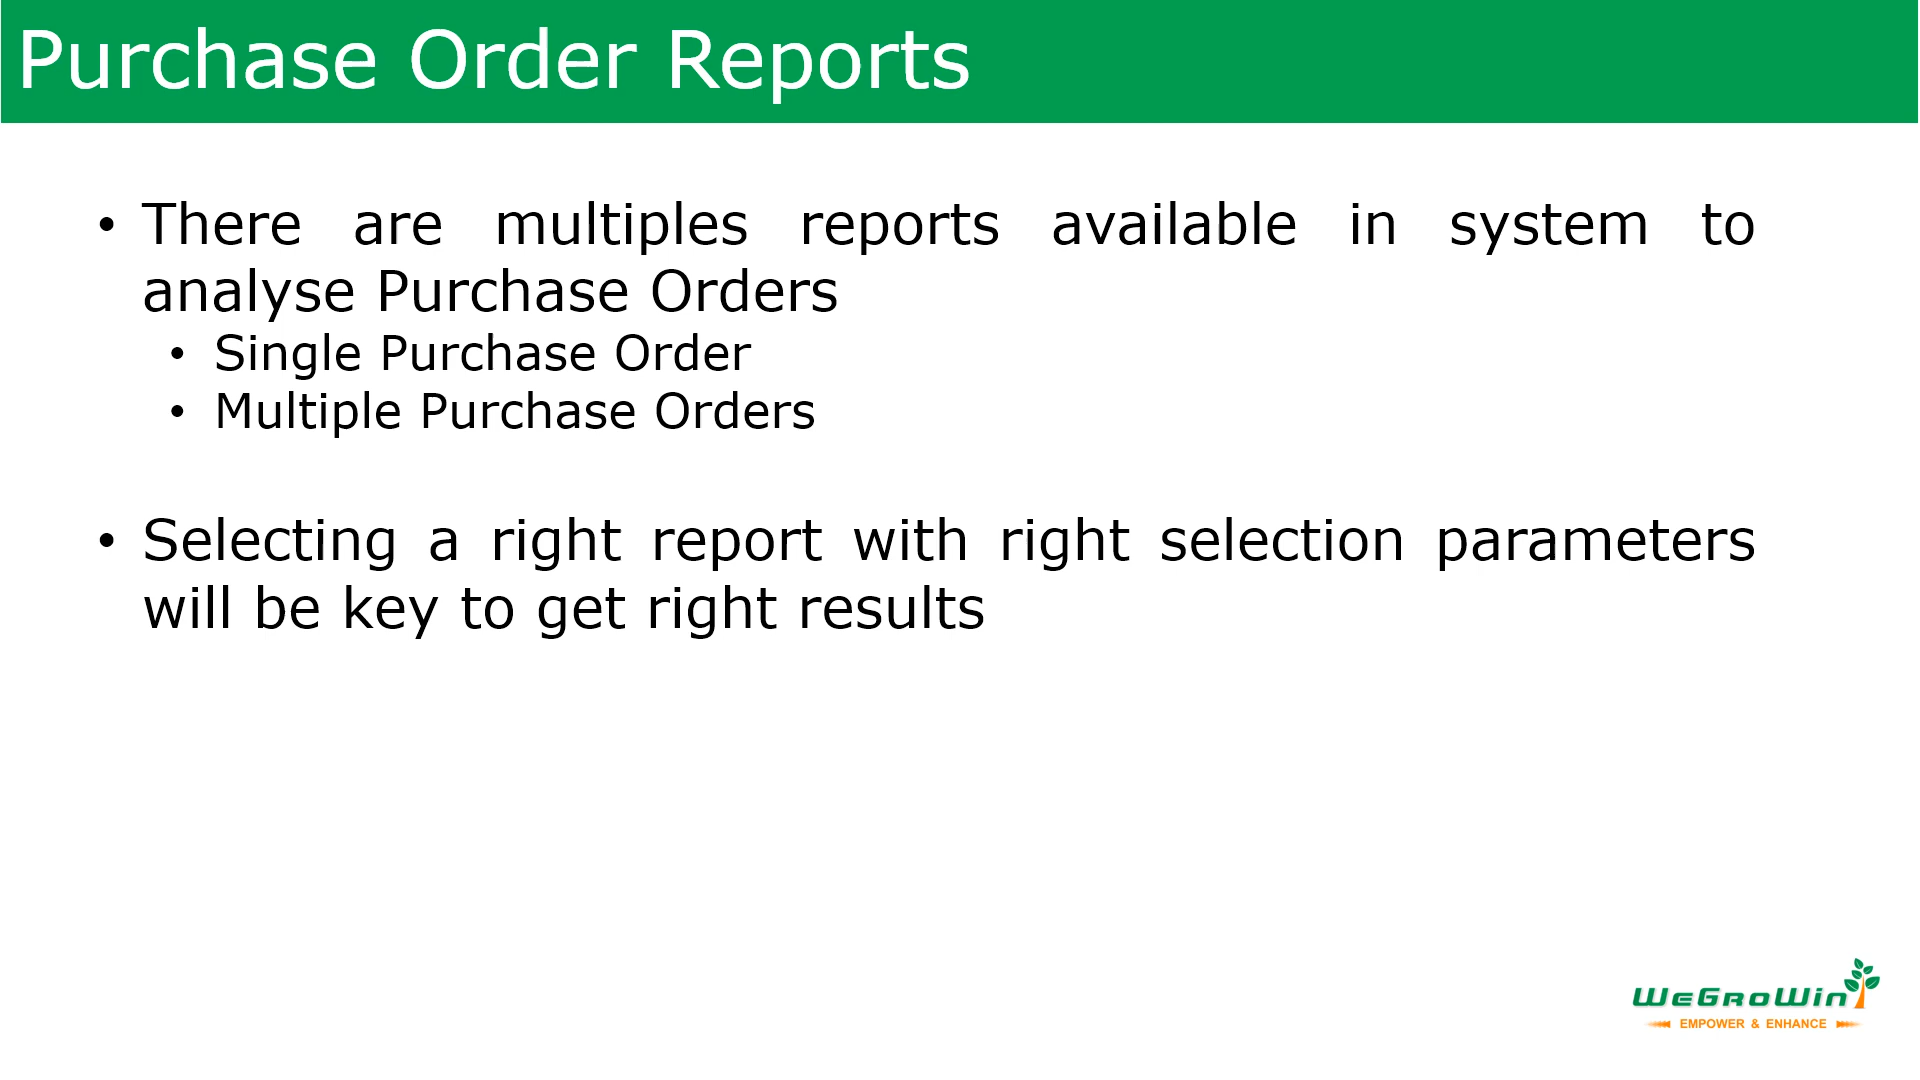 Purchase Order Reports
• There are multiples reports available in system to
analyse Purchase Orders
• Single Purchase Order
• Multiple Purchase Orders
• Selecting a right report with right selection parameters
will be key to get right results
WeGroWin
EMPOWER & ENHANCE